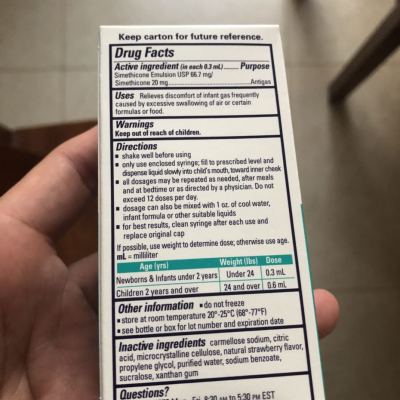 Keep carton for future reference.
Drug Facts
Active ingredient (in each 0.3 mL)........ Purpose
Simethicone Emulsion USP 66.7 mg/
Simethicone 20 mg........................ Antigas
Uses Relieves discomfort of infant gas frequently
caused by excessive swallowing of air or certain
formulas or food.
Warnings
Keep out of reach of children.
Directions
▪ shake well before using
▪ only use enclosed syringe; fill to prescribed level and
dispense liquid slowly into child's mouth, toward inner cheek
▪ all dosages may be repeated as needed, after meals
and at bedtime or as directed by a physician. Do not
exceed 12 doses per day.
▪ dosage can also be mixed with 1 oz. of cool water,
infant formula or other suitable liquids
▪ for best results, clean syringe after each use and
replace original cap
If possible, use weight to determine dose; otherwise use age.
mL = milliliter
Age (yrs) Weight (lbs) Dose
Newborns & Infants under 2 years Under 24 0.3 mL
Children 2 years and over 24 and over 0.6 mL
Other information ▪ do not freeze
▪ store at room temperature 20°-25°C (68°-77°F)
▪ see bottle or box for lot number and expiration date
Inactive ingredients carmellose sodium, citric
acid, microcrystalline cellulose, natural strawberry flavor,
propylene glycol, purified water, sodium benzoate,
sucralose, xanthan gum
Questions?
Fri, 8:30 AM to 5:30 PM EST